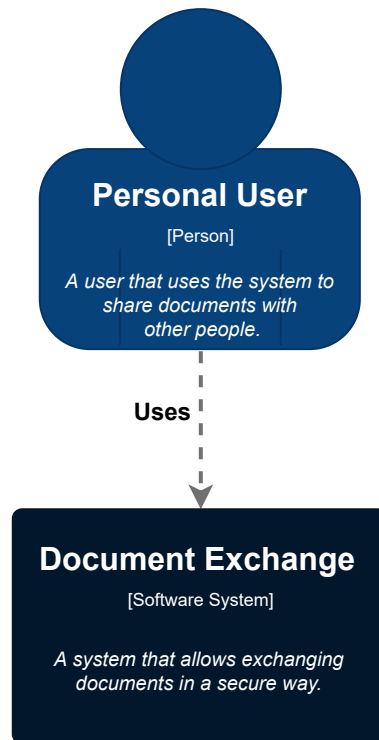 Personal User
[Person]
A user that uses the system to
share documents with
other people.
Uses
Document Exchange
[Software System]
A system that allows exchanging
documents in a secure way.